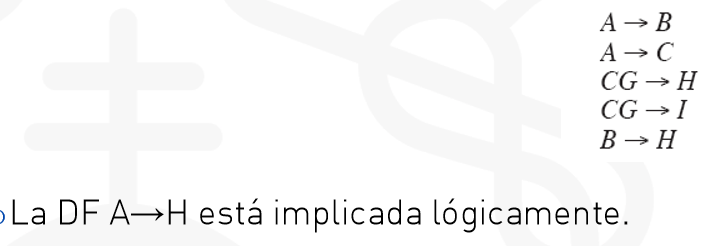 A → B
A → C
CG → H
CG → I
B → H
La DF A→H está implicada lógicamente.